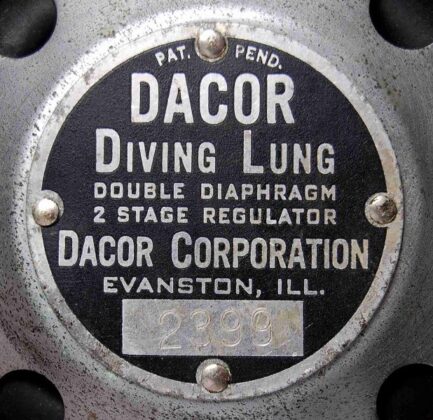 PAT. PEND.
DACOR
DIVING LUNG
DOUBLE DIAPHRAGM
2 STAGE REGULATOR
DACOR CORPORATION
EVANSTON, ILL.
2399